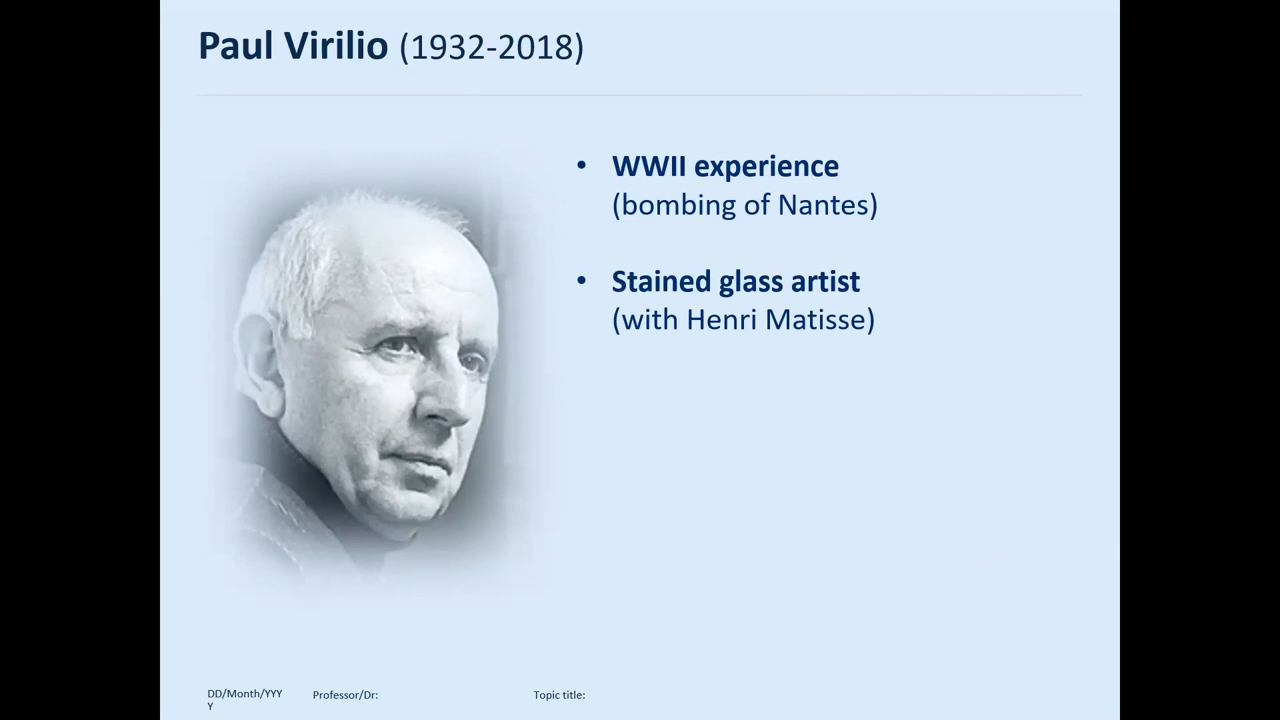 Paul Virilio (1932-2018)
• WWII experience
(bombing of Nantes)
• Stained glass artist
(with Henri Matisse)
DD/Month/YYY
Y
Professor/Dr:
Topic title: